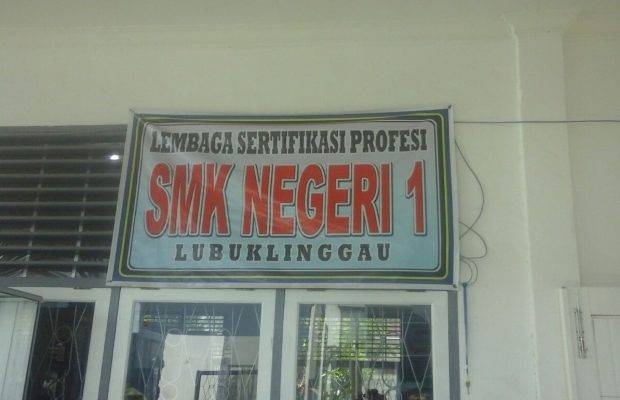 LEMBAGA SERTIFIKASI PROFESI
SMK NEGERI 1
LUBUKLINGGAU